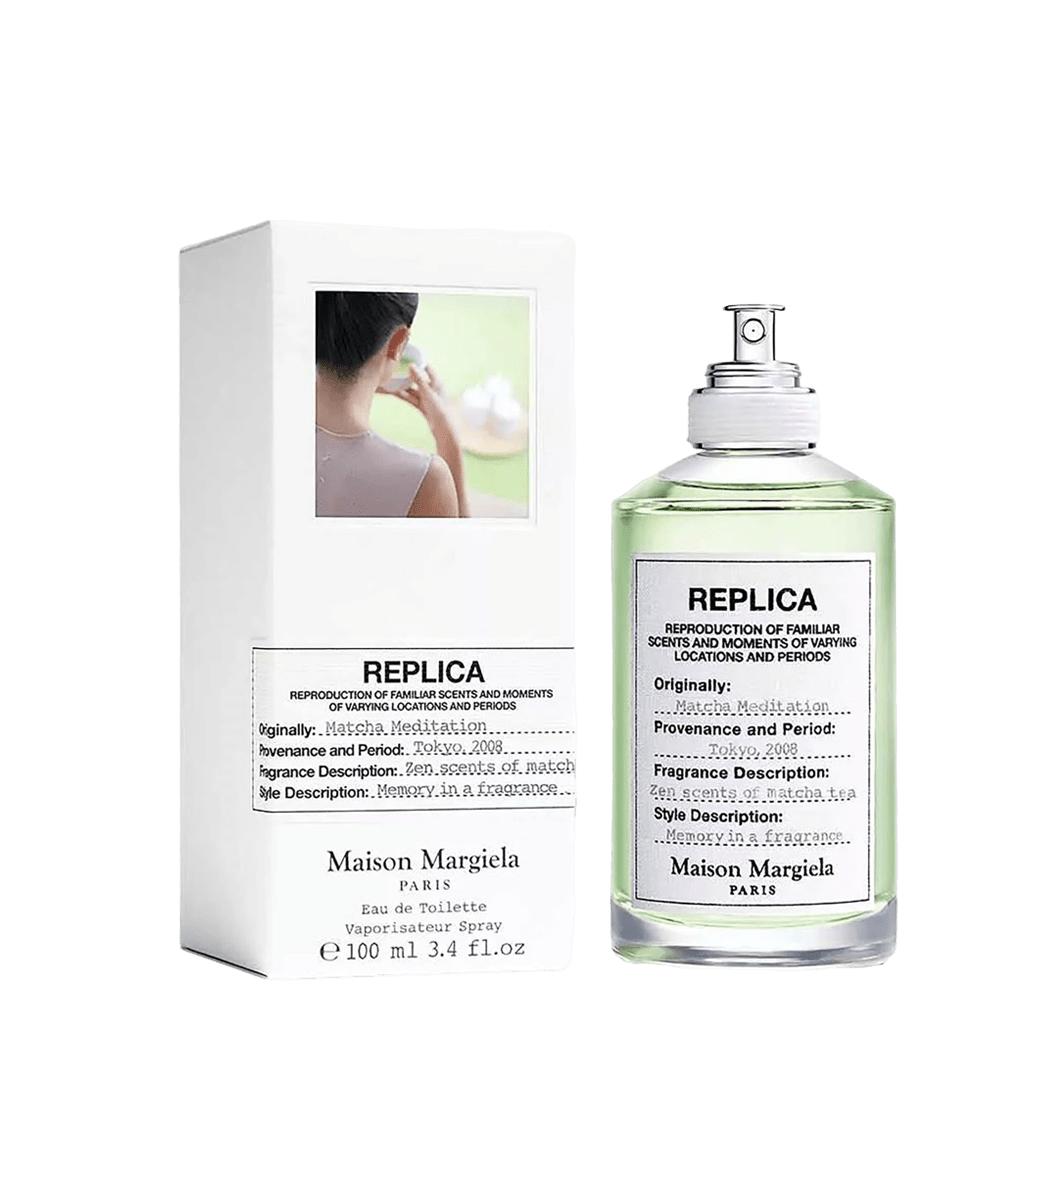 REPLICA
REPRODUCTION OF FAMILIAR SCENTS AND MOMENTS
OF VARYING LOCATIONS AND PERIODS
Originally: Matcha Meditation
Provenance and Period: Tokyo, 2008
Fragrance Description: Zen scents of matcha
Style Description: Memory in a fragrance
Maison Margiela
PARIS
Eau de Toilette
Vaporisateur Spray
℮ 100 ml 3.4 fl.oz
REPLICA
REPRODUCTION OF FAMILIAR
SCENTS AND MOMENTS OF VARYING
LOCATIONS AND PERIODS
Originally:
Matcha Meditation
Provenance and Period:
Tokyo, 2008
Fragrance Description:
Zen scents of matcha tea
Style Description:
Memory in a fragrance
Maison Margiela
PARIS